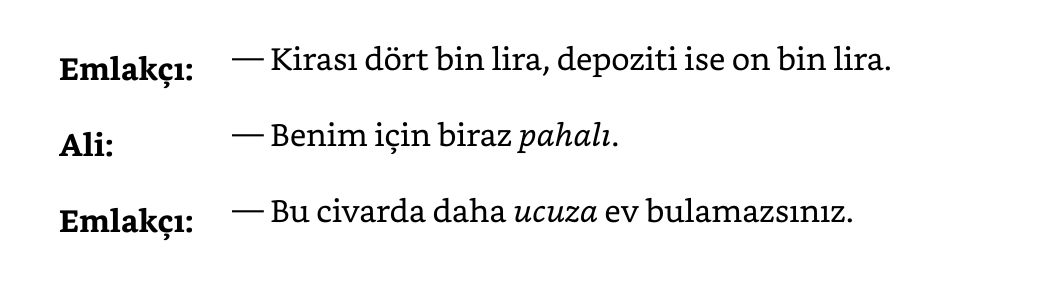 Emlakçı: — Kirası dört bin lira, depoziti ise on bin lira.
Ali: — Benim için biraz pahalı.
Emlakçı: — Bu civarda daha ucuza ev bulamazsınız.